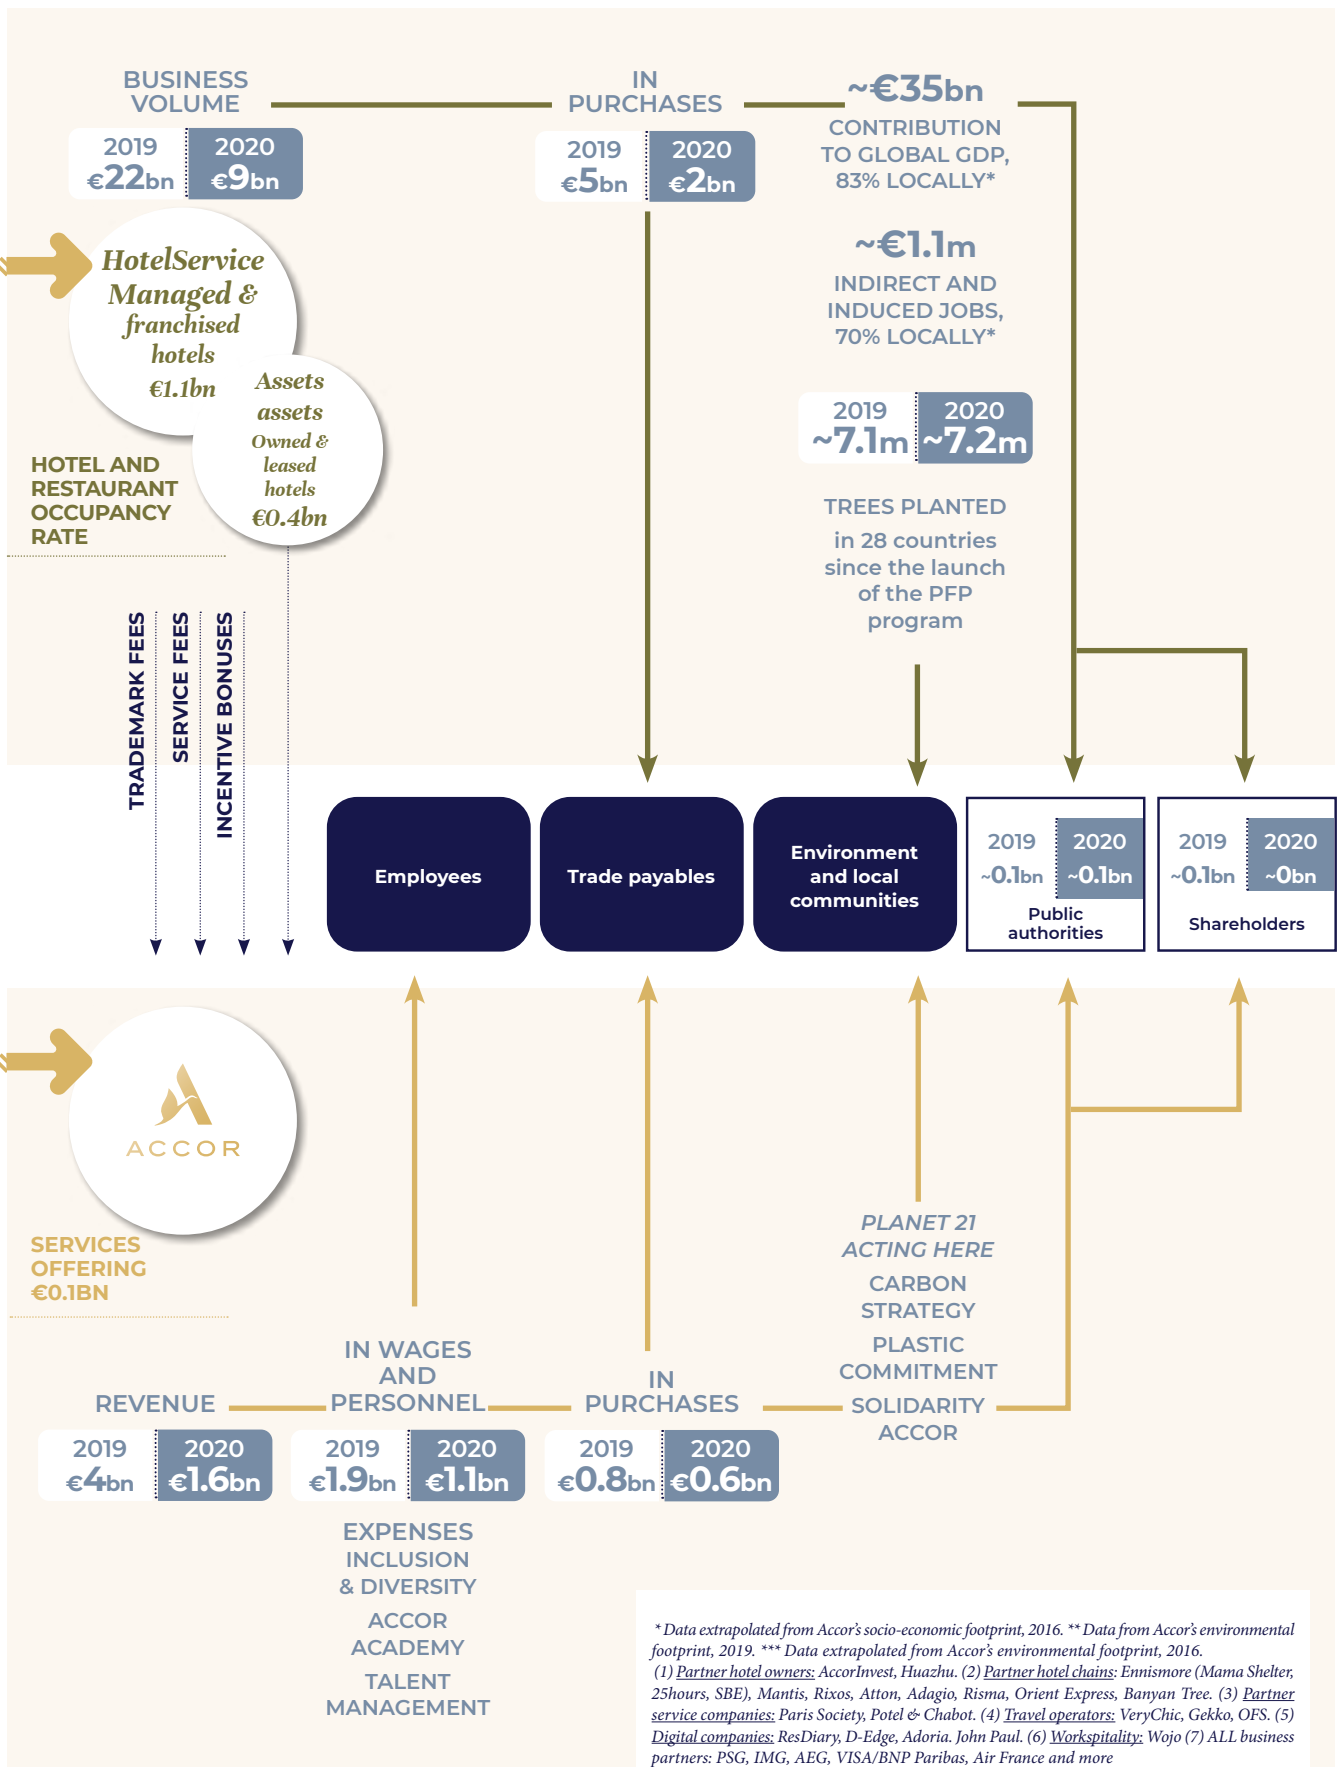 BUSINESS
VOLUME
2019
€22bn
2020
€9bn
IN
PURCHASES
2019
€5bn
2020
€2bn
~€35bn
CONTRIBUTION
TO GLOBAL GDP,
83% LOCALLY*
~€1.1m
INDIRECT AND
INDUCED JOBS,
70% LOCALLY*
2019
~7.1m
2020
~7.2m
TREES PLANTED
in 28 countries
since the launch
of the PFP
program
HotelService
Managed &
franchised
hotels
€1.1bn
Assets
assets
Owned &
leased
hotels
€0.4bn
HOTEL AND
RESTAURANT
OCCUPANCY
RATE
TRADEMARK FEES
SERVICE FEES
INCENTIVE BONUSES
Employees
Trade payables
Environment
and local
communities
2019
~0.1bn
2020
~0.1bn
Public
authorities
2019
~0.1bn
2020
~0bn
Shareholders
ACCOR
SERVICES
OFFERING
€0.1BN
PLANET 21
ACTING HERE
CARBON
STRATEGY
PLASTIC
COMMITMENT
SOLIDARITY
ACCOR
REVENUE
2019
€4bn
2020
€1.6bn
IN WAGES
AND
PERSONNEL
2019
€1.9bn
2020
€1.1bn
EXPENSES
INCLUSION
& DIVERSITY
ACCOR
ACADEMY
TALENT
MANAGEMENT
IN
PURCHASES
2019
€0.8bn
2020
€0.6bn
* Data extrapolated from Accor's socio-economic footprint, 2016. ** Data from Accor's environmental
footprint, 2019. *** Data extrapolated from Accor's environmental footprint, 2016.
(1) Partner hotel owners: AccorInvest, Huazhu. (2) Partner hotel chains: Ennismore (Mama Shelter,
25hours, SBE), Mantis, Rixos, Atton, Adagio, Risma, Orient Express, Banyan Tree. (3) Partner
service companies: Paris Society, Potel & Chabot. (4) Travel operators: VeryChic, Gekko, OFS. (5)
Digital companies: ResDiary, D-Edge, Adoria. John Paul. (6) Workspitality: Wojo (7) ALL business
partners: PSG, IMG, AEG, VISA/BNP Paribas, Air France and more